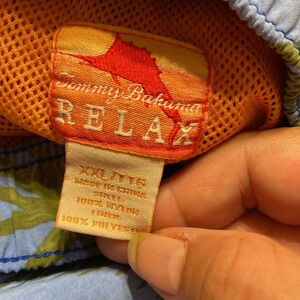 Tommy Bahama
RELAX
XXL/TTG
MADE IN CHINA
SHELL
100% NYLON
LINER
100% POLYESTER